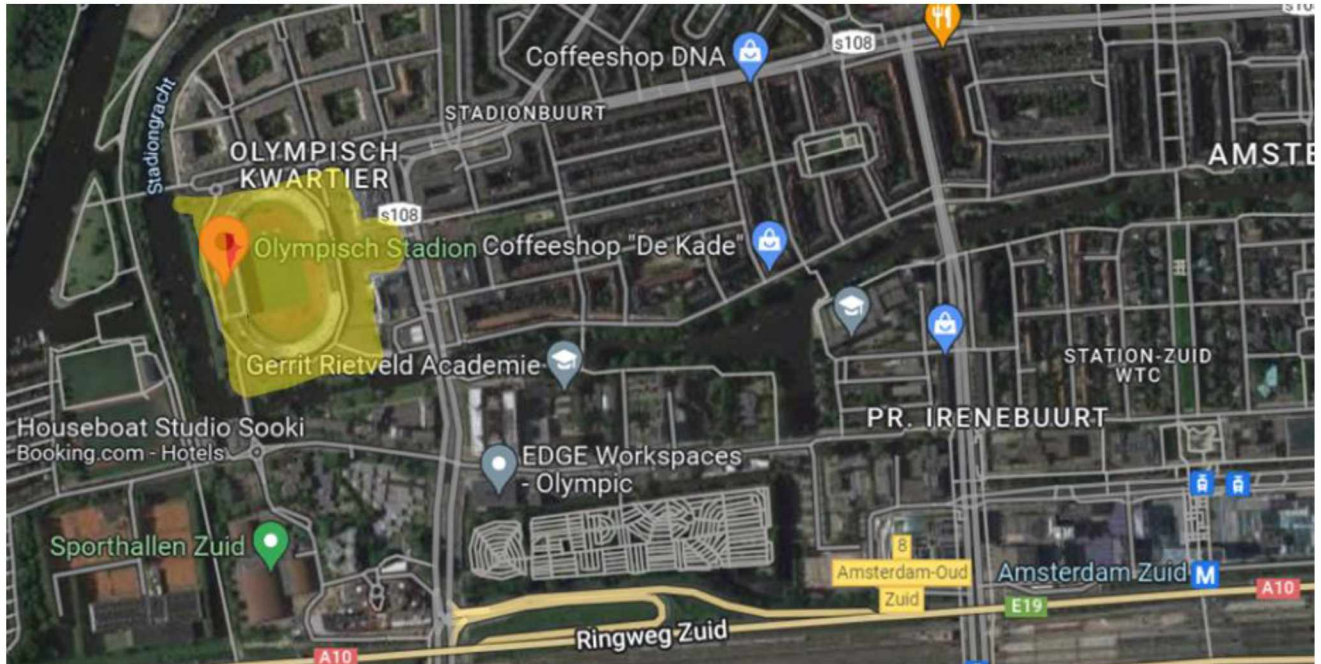 s108
Coffeeshop DNA
s108
Stadiongracht
STADIONBUURT
OLYMPISCH
KWARTIER
AMSTE
s108
Olympisch Stadion
Coffeeshop "De Kade"
Gerrit Rietveld Academie
STATION-ZUID
WTC
Houseboat Studio Sooki
Booking.com - Hotels
PR. IRENEBUURT
EDGE Workspaces
- Olympic
Sporthallen Zuid
8
Amsterdam-Oud
Zuid
Amsterdam Zuid
M
A10
E19
Ringweg Zuid
A10